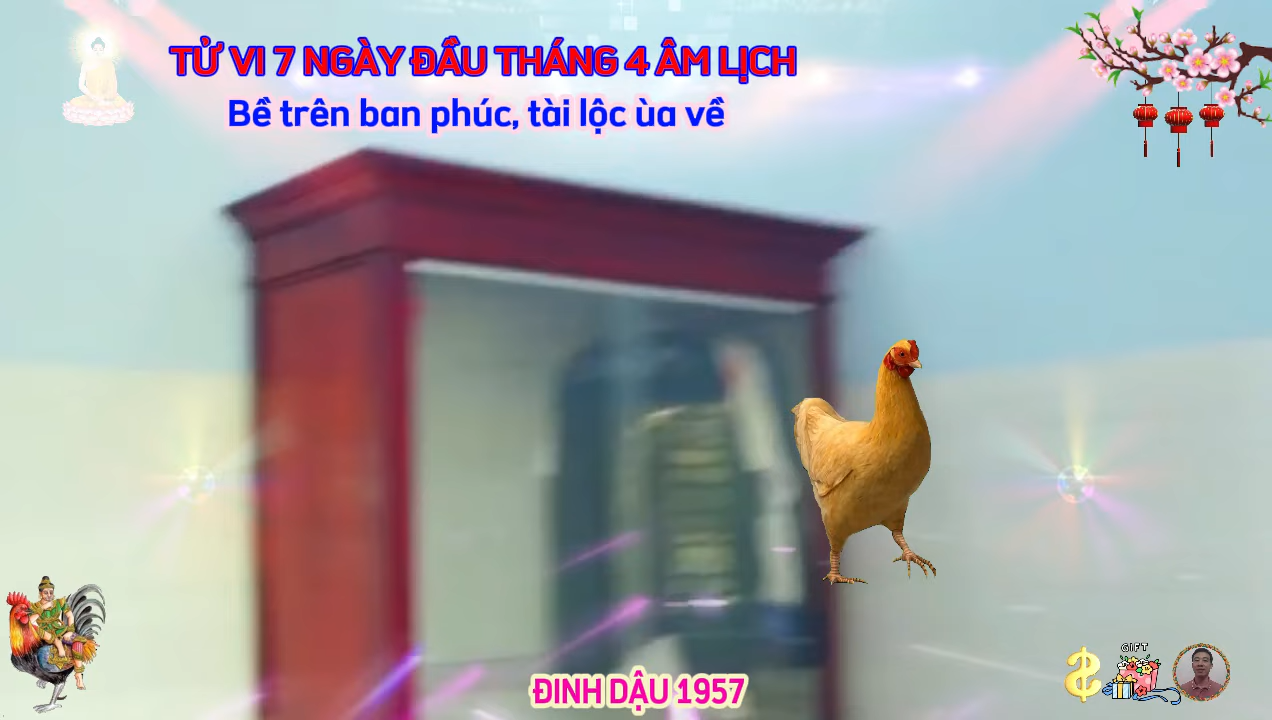 TỬ VI 7 NGÀY ĐẦU THÁNG 4 ÂM LỊCH
Bề trên ban phúc, tài lộc ùa về
GIFT
ĐINH DẬU 1957